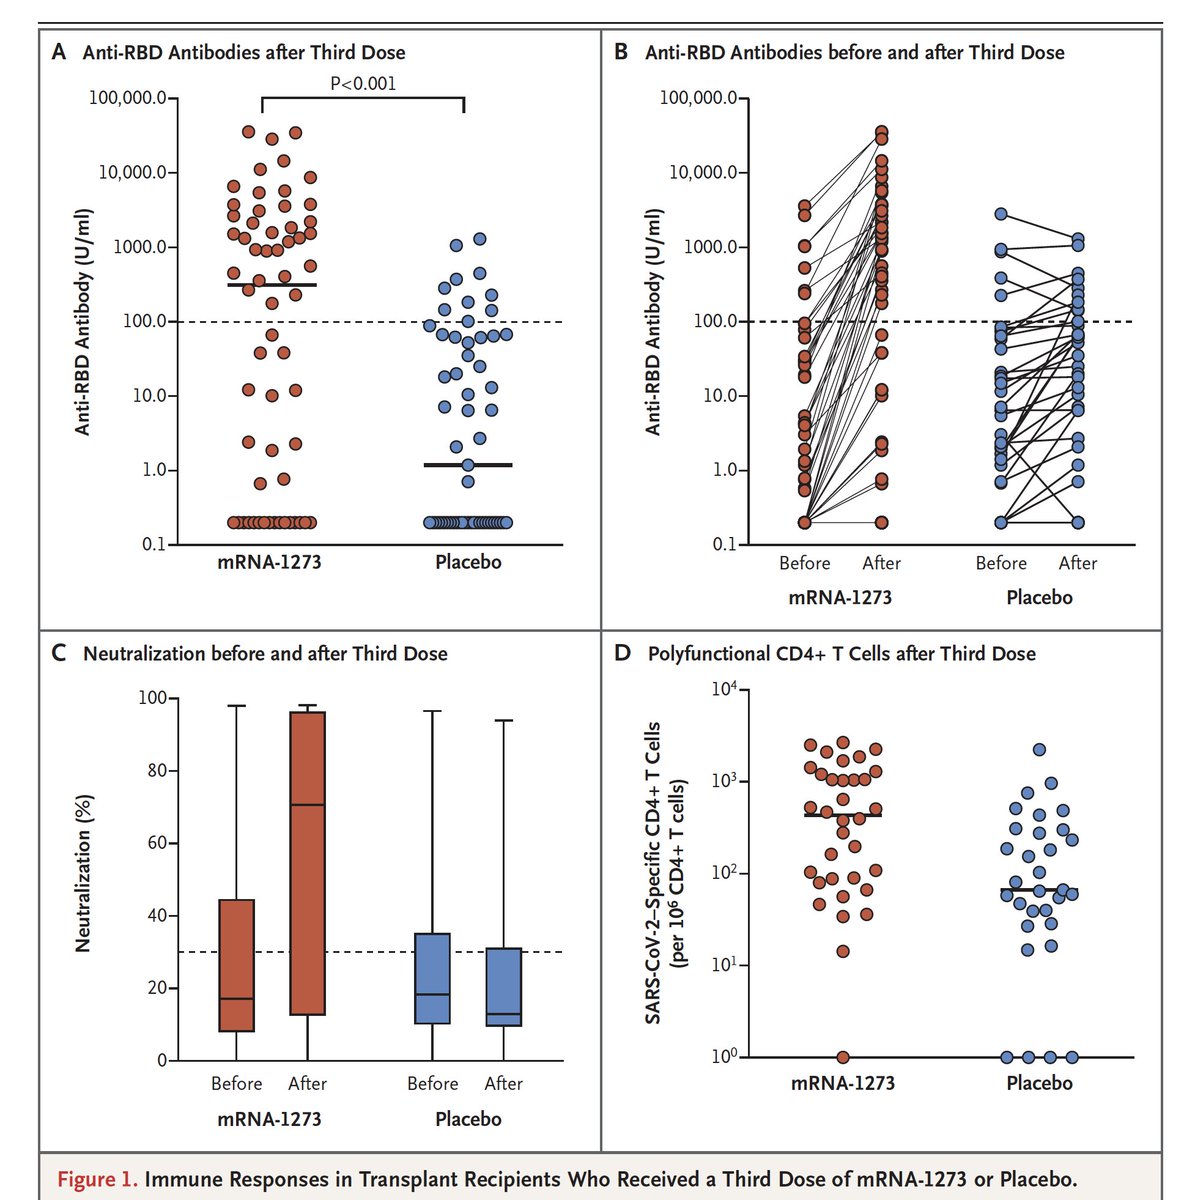 A Anti-RBD Antibodies after Third Dose
P<0.001
100,000.0
10,000.0
1000.0
100.0
10.0
1.0
0.1
Anti-RBD Antibody (U/ml)
mRNA-1273 Placebo
B Anti-RBD Antibodies before and after Third Dose
100,000.0
10,000.0
1000.0
100.0
10.0
1.0
0.1
Anti-RBD Antibody (U/ml)
Before After Before After
mRNA-1273 Placebo
C Neutralization before and after Third Dose
100
80
60
40
20
0
Neutralization (%)
Before After Before After
mRNA-1273 Placebo
D Polyfunctional CD4+ T Cells after Third Dose
10⁴
10³
10²
10¹
10⁰
SARS-CoV-2–Specific CD4+ T Cells
(per 10⁶ CD4+ T cells)
mRNA-1273 Placebo
Figure 1. Immune Responses in Transplant Recipients Who Received a Third Dose of mRNA-1273 or Placebo.